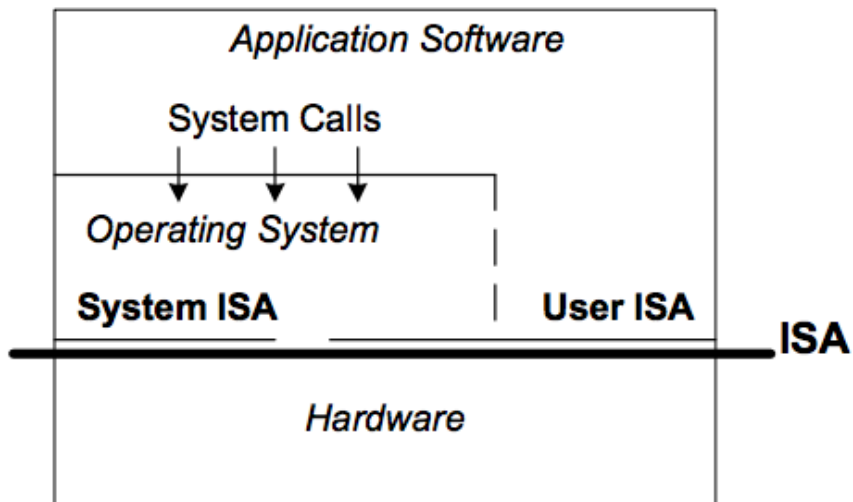 Application Software
System Calls
Operating System
System ISA
User ISA
ISA
Hardware